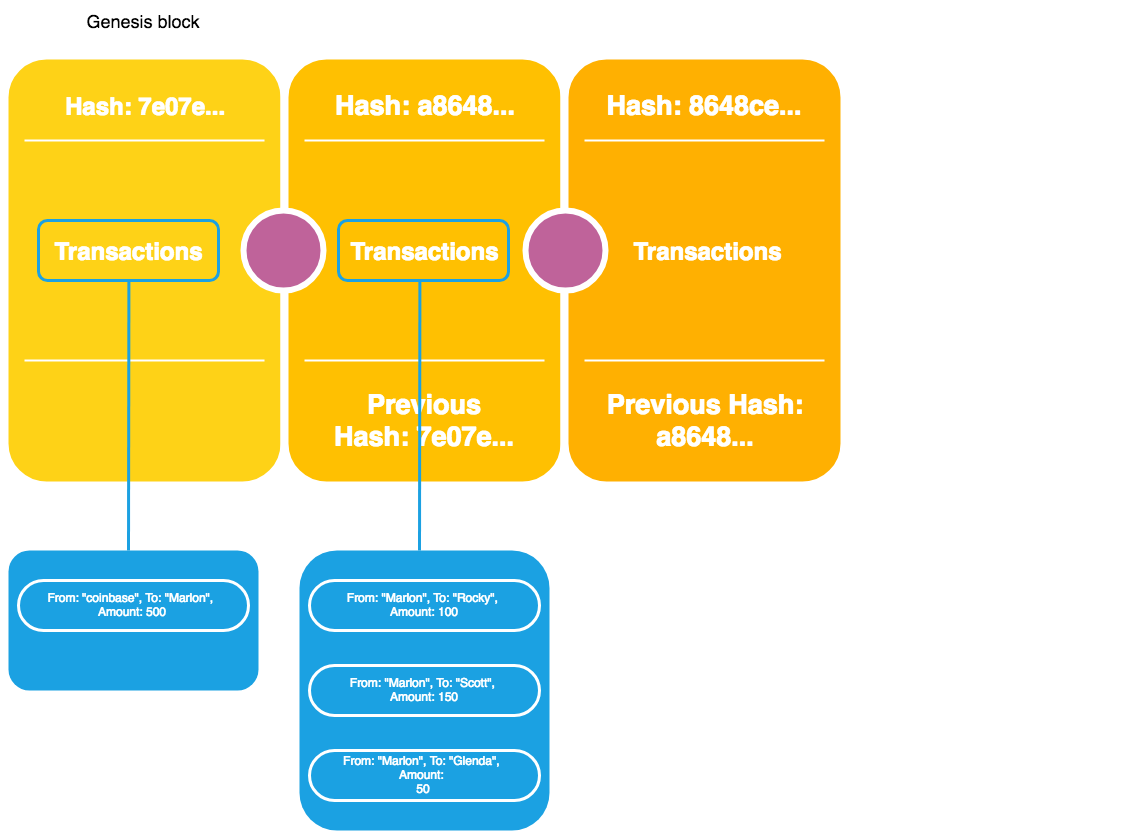 Genesis block
Hash: 7e07e...
Hash: a8648...
Hash: 8648ce...
Transactions
Transactions
Transactions
Previous
Hash: 7e07e...
Previous Hash:
a8648...
From: "coinbase", To: "Marlon",
Amount: 500
From: "Marlon", To: "Rocky",
Amount: 100
From: "Marlon", To: "Scott",
Amount: 150
From: "Marlon", To: "Glenda",
Amount:
50